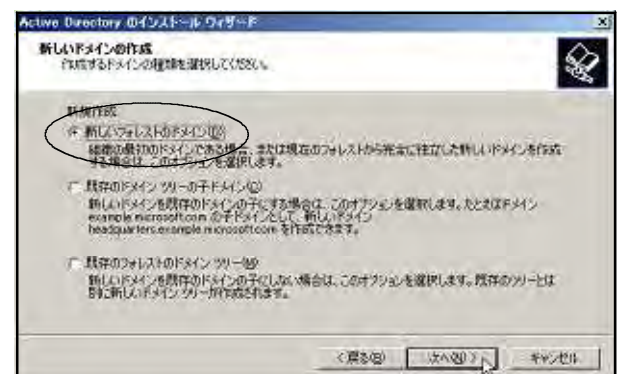 Active Directory のインストール ウィザード
新しいドメインの作成
作成するドメインの種類を選択してください。
新規作成:
新しいフォレストのドメイン(D)
組織の最初のドメインである場合、または現在のフォレストから完全に独立した新しいドメインを作成
する場合は、このオプションを選択します。
既存のドメイン ツリーの子ドメイン(C)
新しいドメインを既存のドメインの子にする場合は、このオプションを選択します。たとえばドメイン
example.microsoft.com の子ドメインとして、新しいドメイン
headquarters.example.microsoft.com を作成できます。
既存のフォレストのドメイン ツリー(W)
新しいドメインを既存のドメインの子にしない場合は、このオプションを選択します。既存のツリーとは
別に新しいドメイン ツリーが作成されます。
< 戻る(B)
次へ(N) >
キャンセル